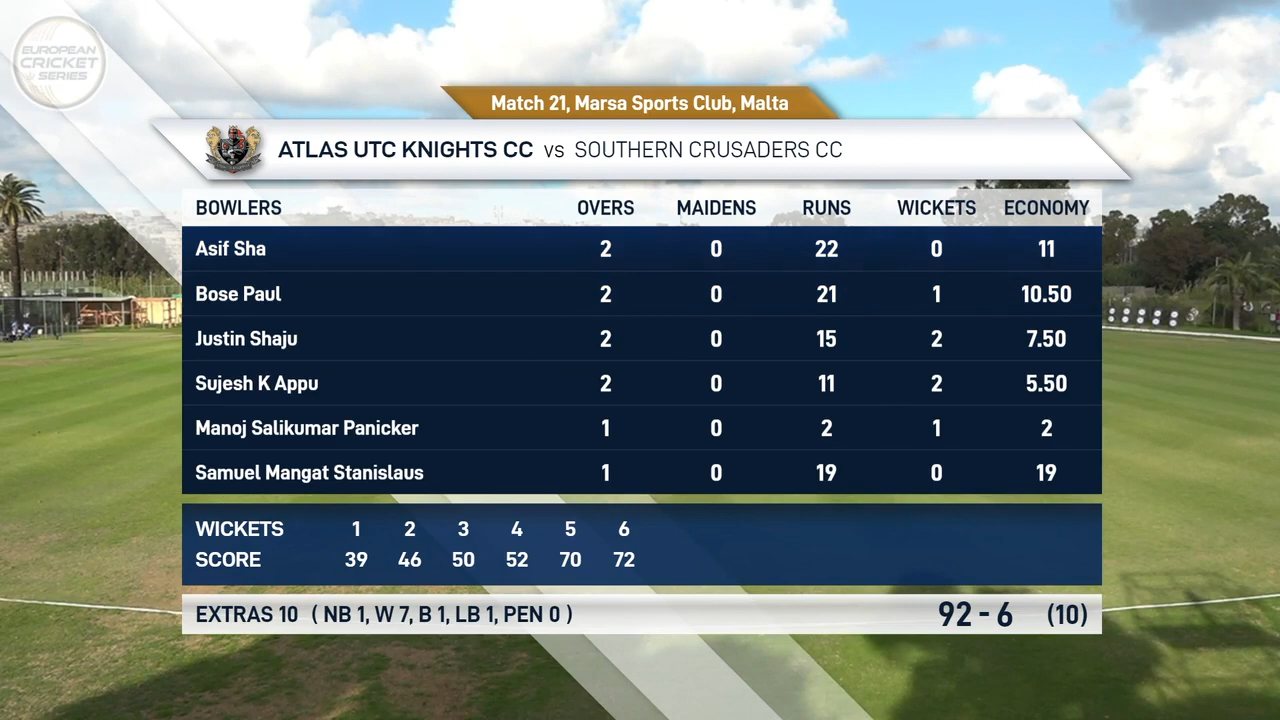 EUROPEAN
CRICKET
SERIES
Match 21, Marsa Sports Club, Malta
ATLAS UTC KNIGHTS CC vs SOUTHERN CRUSADERS CC
BOWLERS OVERS MAIDENS RUNS WICKETS ECONOMY
Asif Sha 2 0 22 0 11
Bose Paul 2 0 21 1 10.50
Justin Shaju 2 0 15 2 7.50
Sujesh K Appu 2 0 11 2 5.50
Manoj Salikumar Panicker 1 0 2 1 2
Samuel Mangat Stanislaus 1 0 19 0 19
WICKETS 1 2 3 4 5 6
SCORE 39 46 50 52 70 72
EXTRAS 10 ( NB 1, W 7, B 1, LB 1, PEN 0 ) 92 - 6 (10)